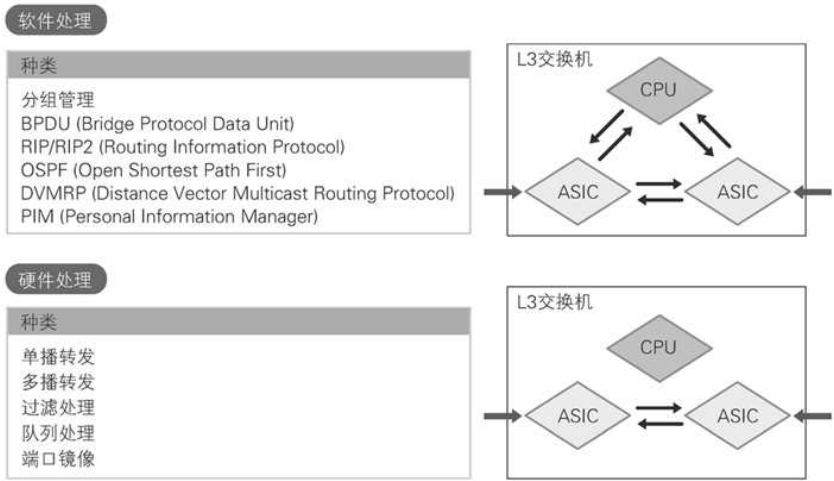 软件处理
种类
分组管理
BPDU (Bridge Protocol Data Unit)
RIP/RIP2 (Routing Information Protocol)
OSPF (Open Shortest Path First)
DVMRP (Distance Vector Multicast Routing Protocol)
PIM (Personal Information Manager)
L3交换机
CPU
ASIC
ASIC
硬件处理
种类
单播转发
多播转发
过滤处理
队列处理
端口镜像
L3交换机
CPU
ASIC
ASIC